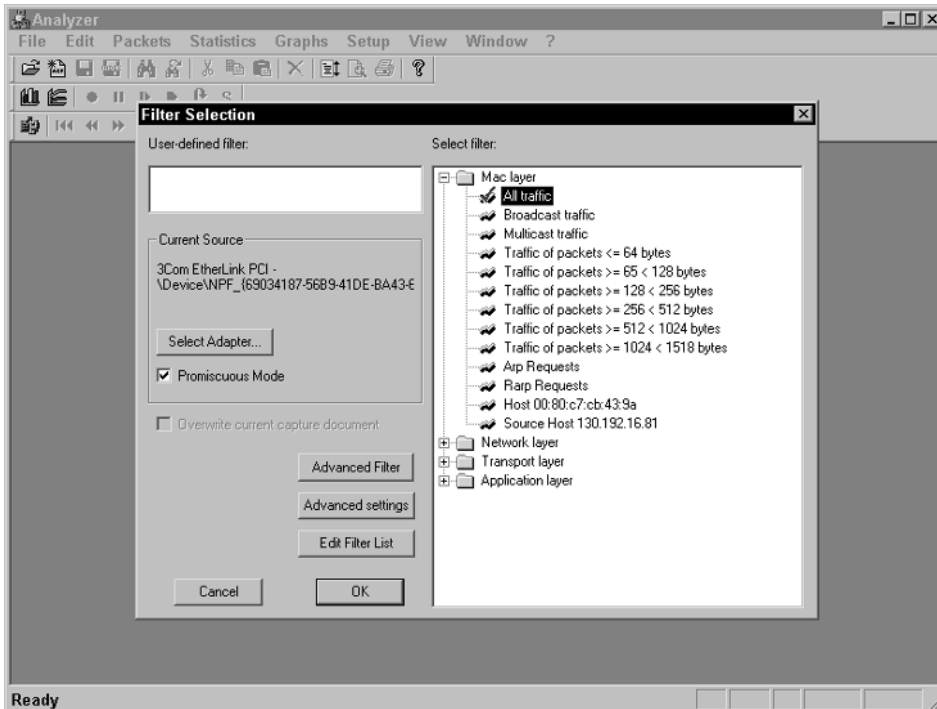 Analyzer
File Edit Packets Statistics Graphs Setup View Window ?
Filter Selection
User-defined filter:
Current Source
3Com EtherLink PCI -
\Device\NPF_{69034187-56B9-41DE-BA43-6
Select Adapter...
Promiscuous Mode
Overwrite current capture document
Advanced Filter
Advanced settings
Edit Filter List
Cancel
OK
Select filter:
Mac layer
All traffic
Broadcast traffic
Multicast traffic
Traffic of packets <= 64 bytes
Traffic of packets >= 65 < 128 bytes
Traffic of packets >= 128 < 256 bytes
Traffic of packets >= 256 < 512 bytes
Traffic of packets >= 512 < 1024 bytes
Traffic of packets >= 1024 < 1518 bytes
Arp Requests
Rarp Requests
Host 00:80:c7:cb:43:9a
Source Host 130.192.16.81
Network layer
Transport layer
Application layer
Ready